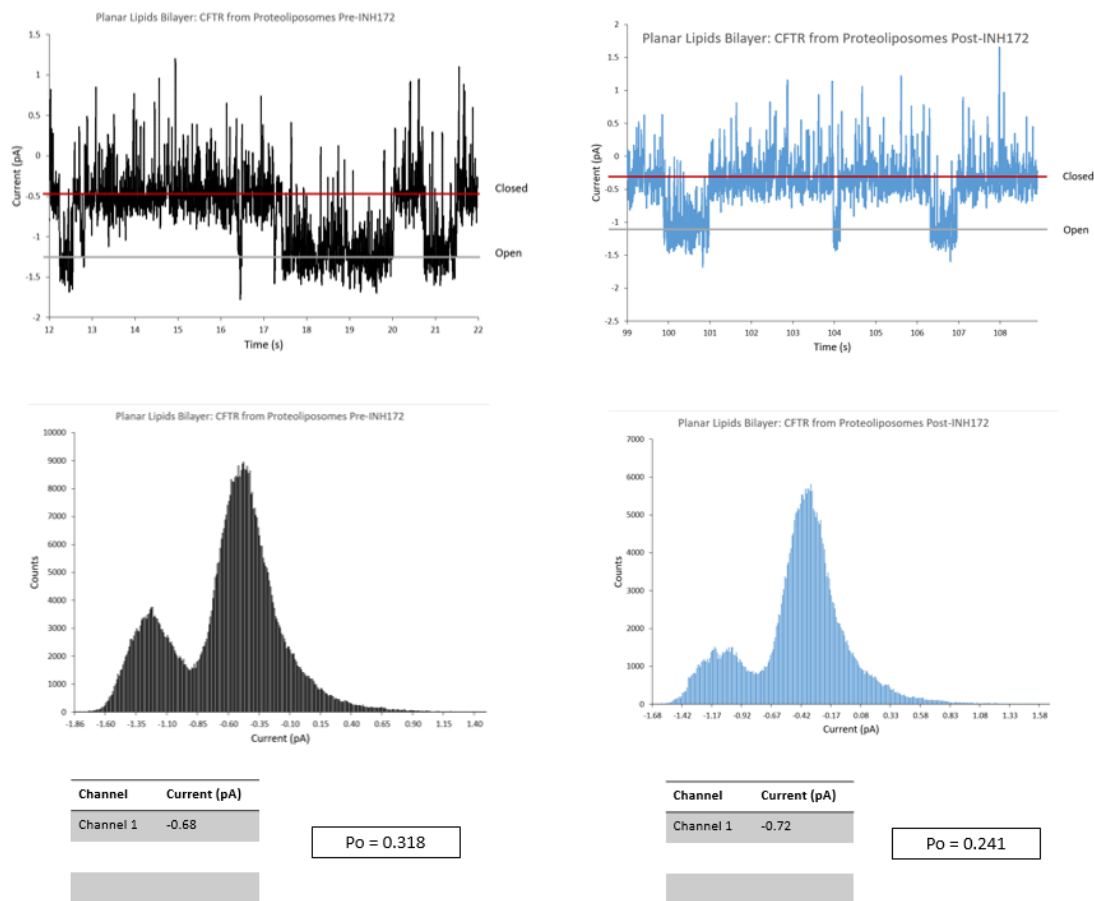 Planar Lipids Bilayer: CFTR from Proteoliposomes Pre-INH172
1.5
1
0.5
0
-0.5
-1
-1.5
-2
Current (pA)
12 13 14 15 16 17 18 19 20 21 22
Time (s)
Closed
Open
Planar Lipids Bilayer: CFTR from Proteoliposomes Post-INH172
2
1.5
1
0.5
0
-0.5
-1
-1.5
-2
-2.5
Current (pA)
99 100 101 102 103 104 105 106 107 108
Time (s)
Closed
Open
Planar Lipids Bilayer: CFTR from Proteoliposomes Pre-INH172
10000
9000
8000
7000
6000
5000
4000
3000
2000
1000
0
Counts
-1.86 -1.60 -1.35 -1.10 -0.85 -0.60 -0.35 -0.10 0.15 0.40 0.65 0.90 1.15 1.40
Current (pA)
Planar Lipids Bilayer: CFTR from Proteoliposomes Post-INH172
7000
6000
5000
4000
3000
2000
1000
0
Counts
-1.68 -1.42 -1.17 -0.92 -0.67 -0.42 -0.17 0.08 0.33 0.58 0.83 1.08 1.33 1.58
Current (pA)
Channel Current (pA)
Channel 1 -0.68
Po = 0.318
Channel Current (pA)
Channel 1 -0.72
Po = 0.241